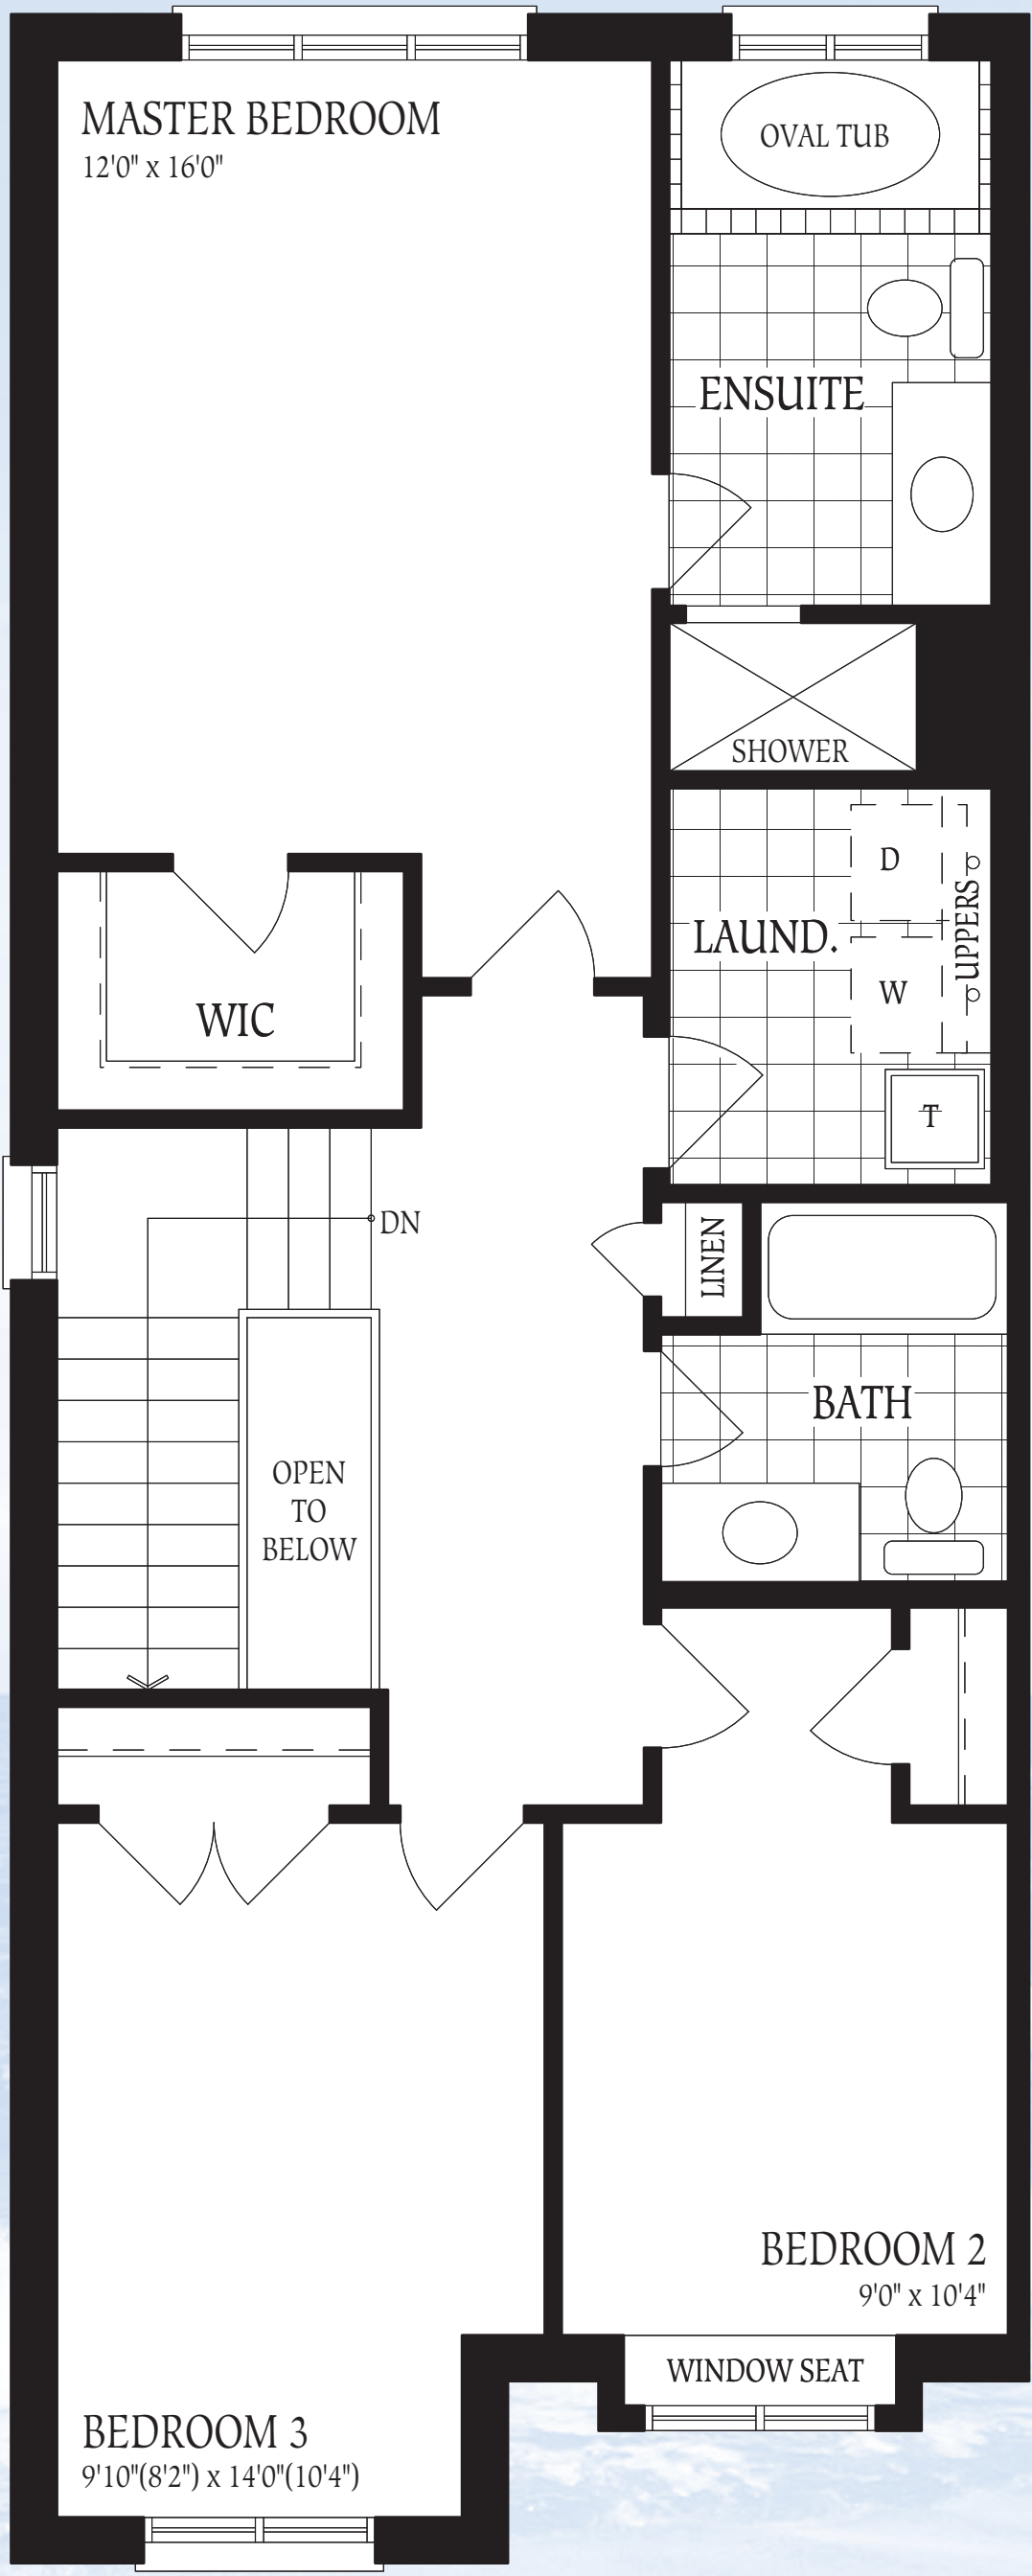 MASTER BEDROOM
12'0" x 16'0"
OVAL TUB
ENSUITE
SHOWER
D
LAUND.
UPPERS
W
WIC
T
DN
LINEN
BATH
OPEN
TO
BELOW
BEDROOM 2
9'0" x 10'4"
WINDOW SEAT
BEDROOM 3
9'10"(8'2") x 14'0"(10'4")